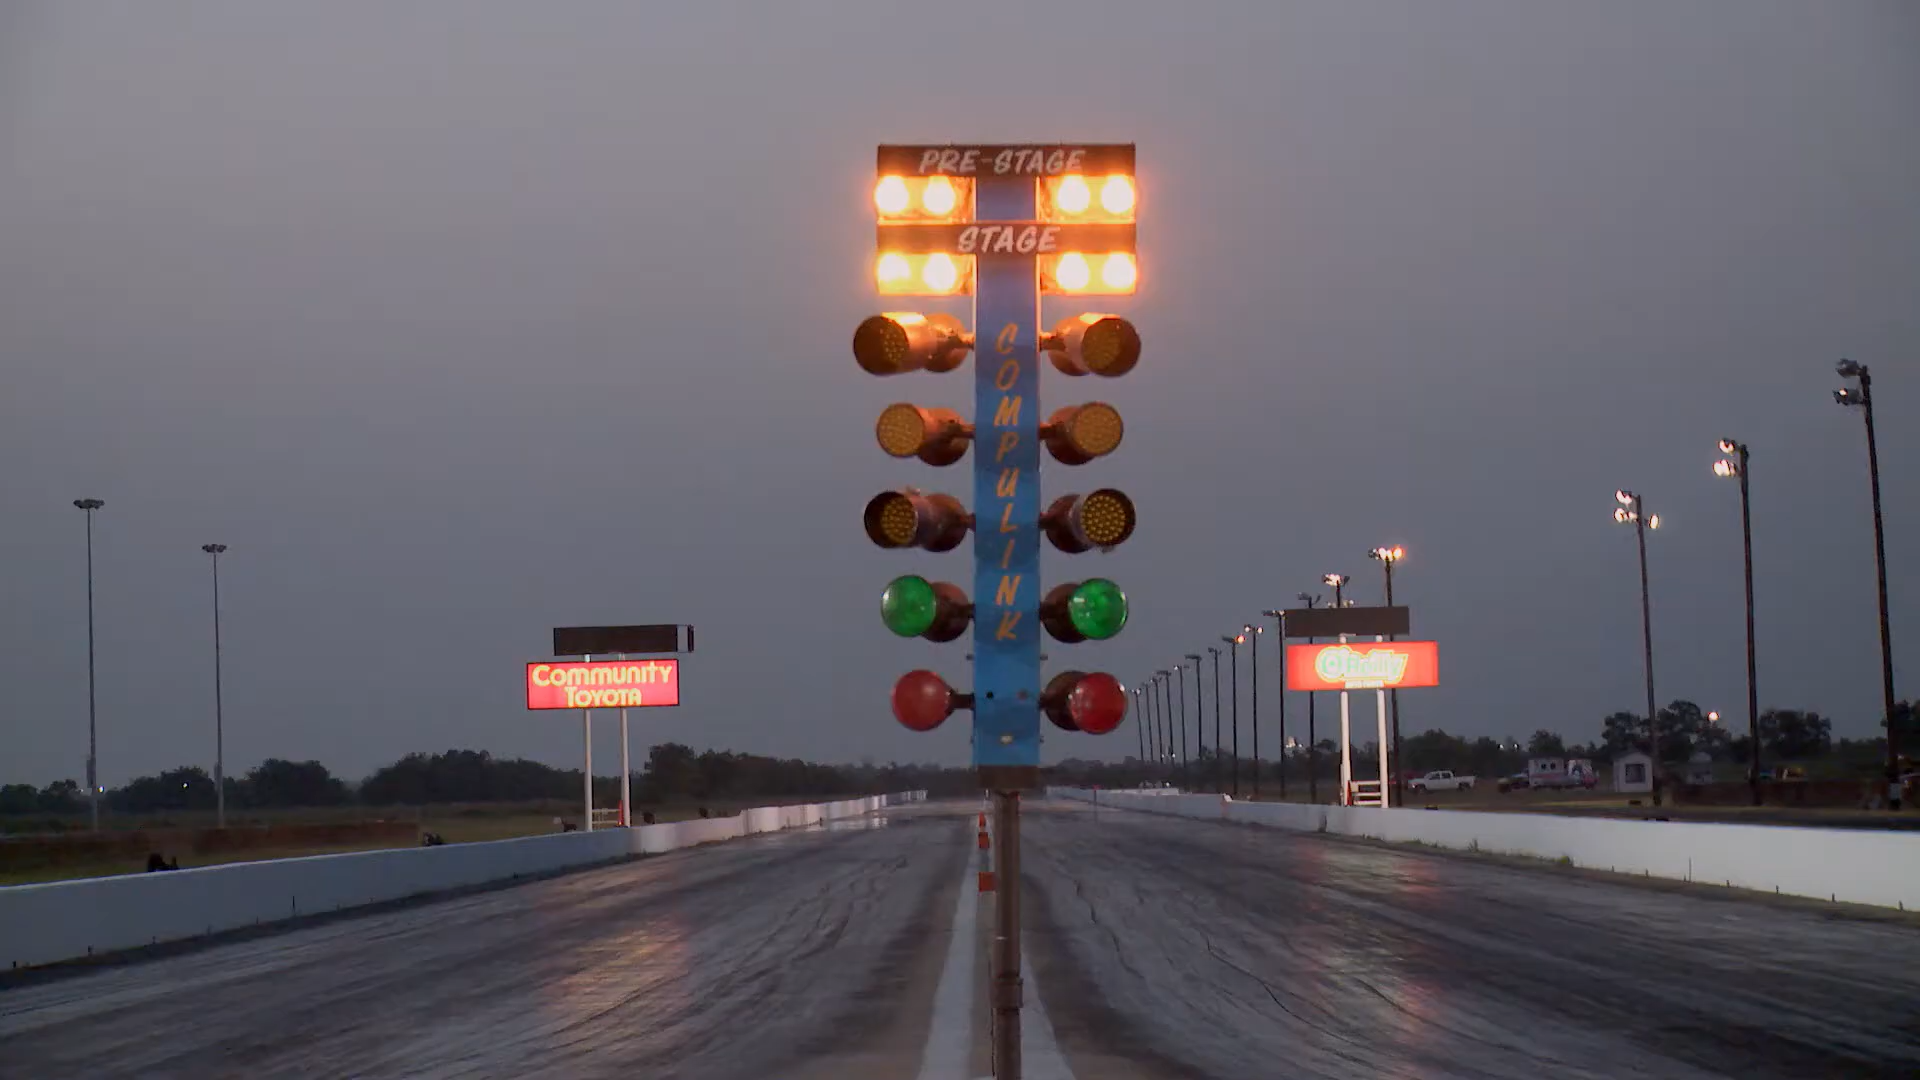 PRE-STAGE
STAGE
COMPULINK
Community
TOYOTA
O'Reilly